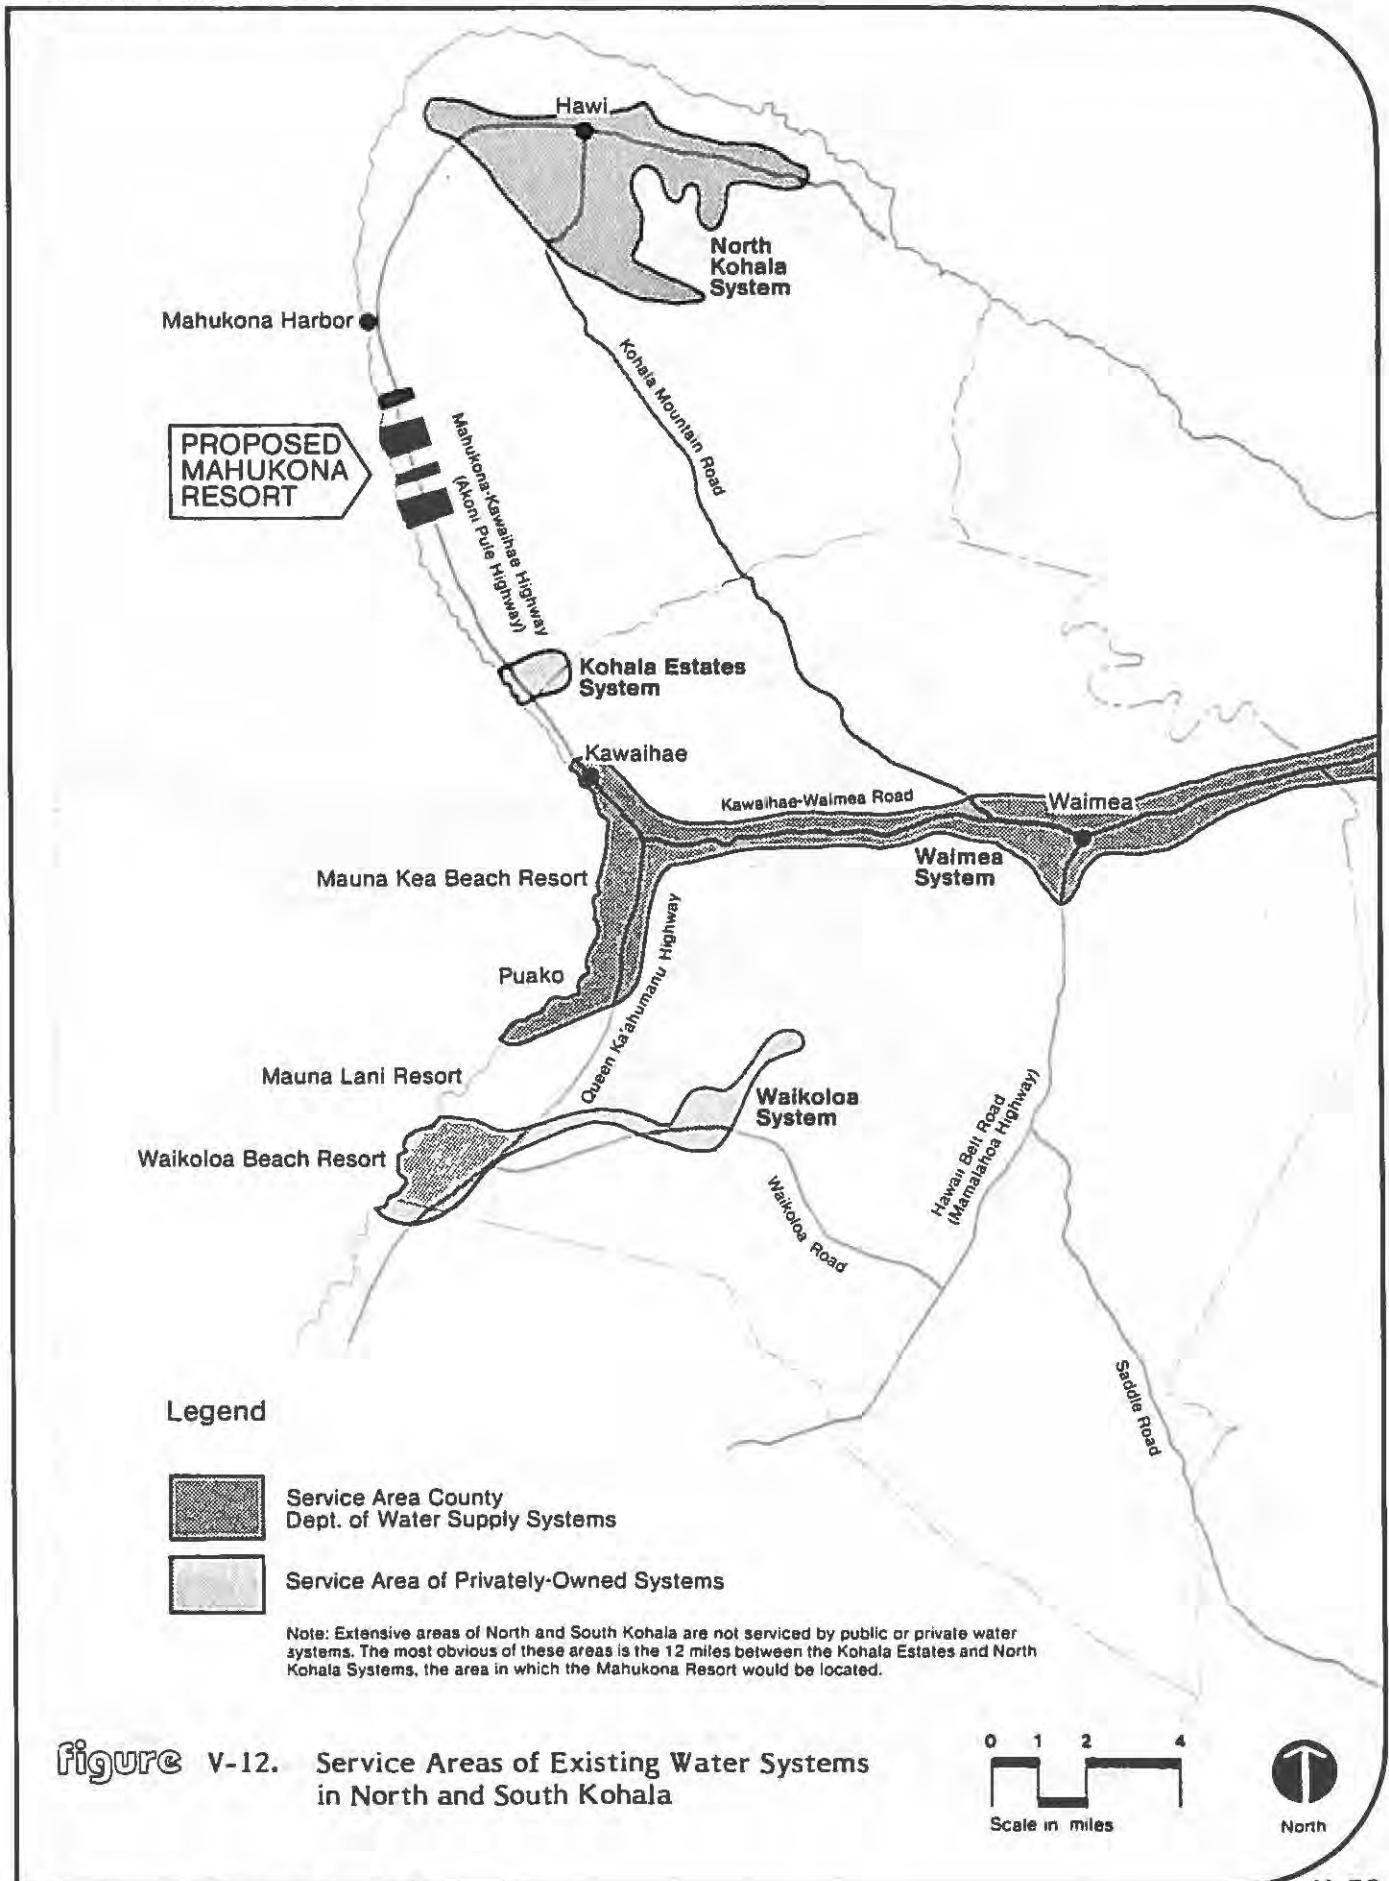 Hawi
North
Kohala
System
Mahukona Harbor
Kohala Mountain Road
PROPOSED
MAHUKONA
RESORT
Mahukona-Kawaihae Highway
(Akoni Pule Highway)
Kohala Estates
System
Kawaihae
Kawaihae-Waimea Road
Waimea
Waimea
System
Mauna Kea Beach Resort
Puako
Queen Ka'ahumanu Highway
Mauna Lani Resort
Waikoloa
System
Waikoloa Beach Resort
Waikoloa Road
Hawaii Belt Road
(Mamalahoa Highway)
Saddle Road
Legend
Service Area County
Dept. of Water Supply Systems
Service Area of Privately-Owned Systems
Note: Extensive areas of North and South Kohala are not serviced by public or private water
systems. The most obvious of these areas is the 12 miles between the Kohala Estates and North
Kohala Systems, the area in which the Mahukona Resort would be located.
figure V-12. Service Areas of Existing Water Systems
in North and South Kohala
0 1 2 4
Scale in miles
North